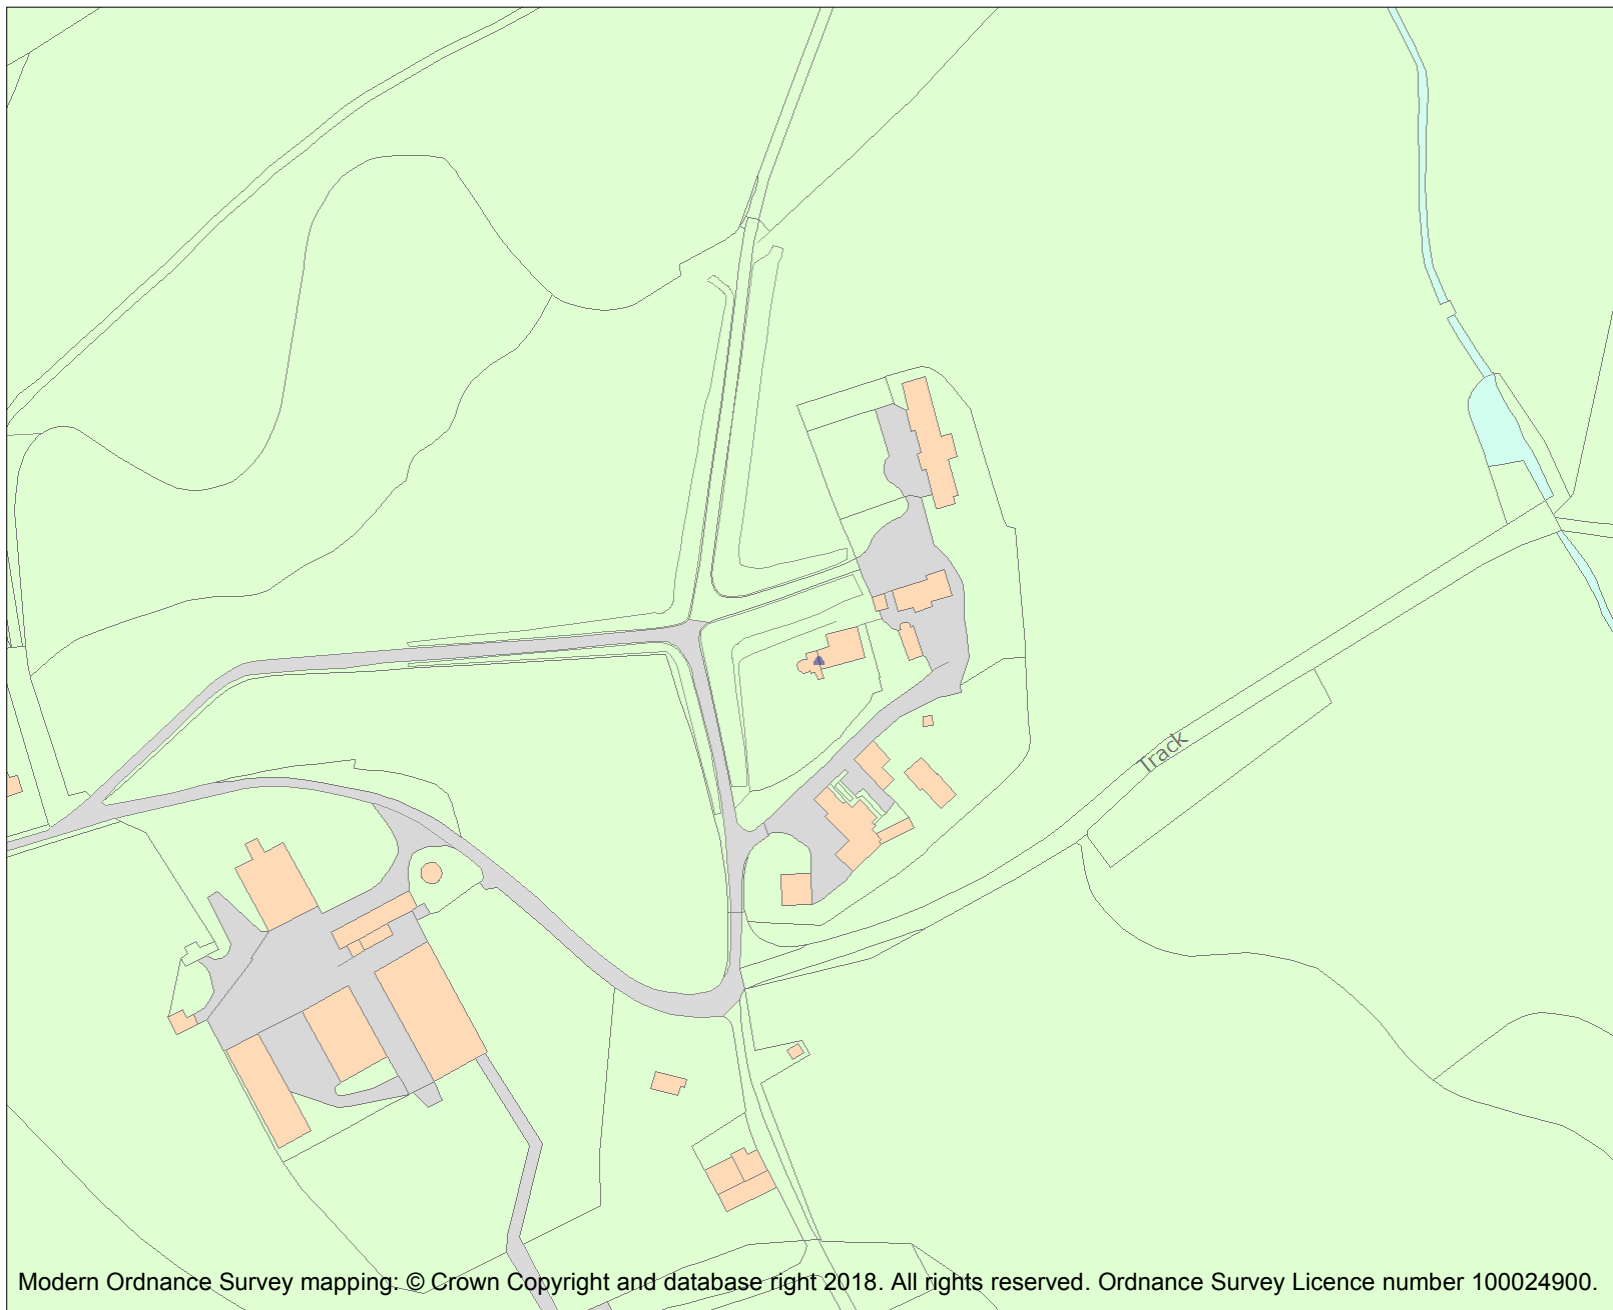 Track
Modern Ordnance Survey mapping: © Crown Copyright and database right 2018. All rights reserved. Ordnance Survey Licence number 100024900.